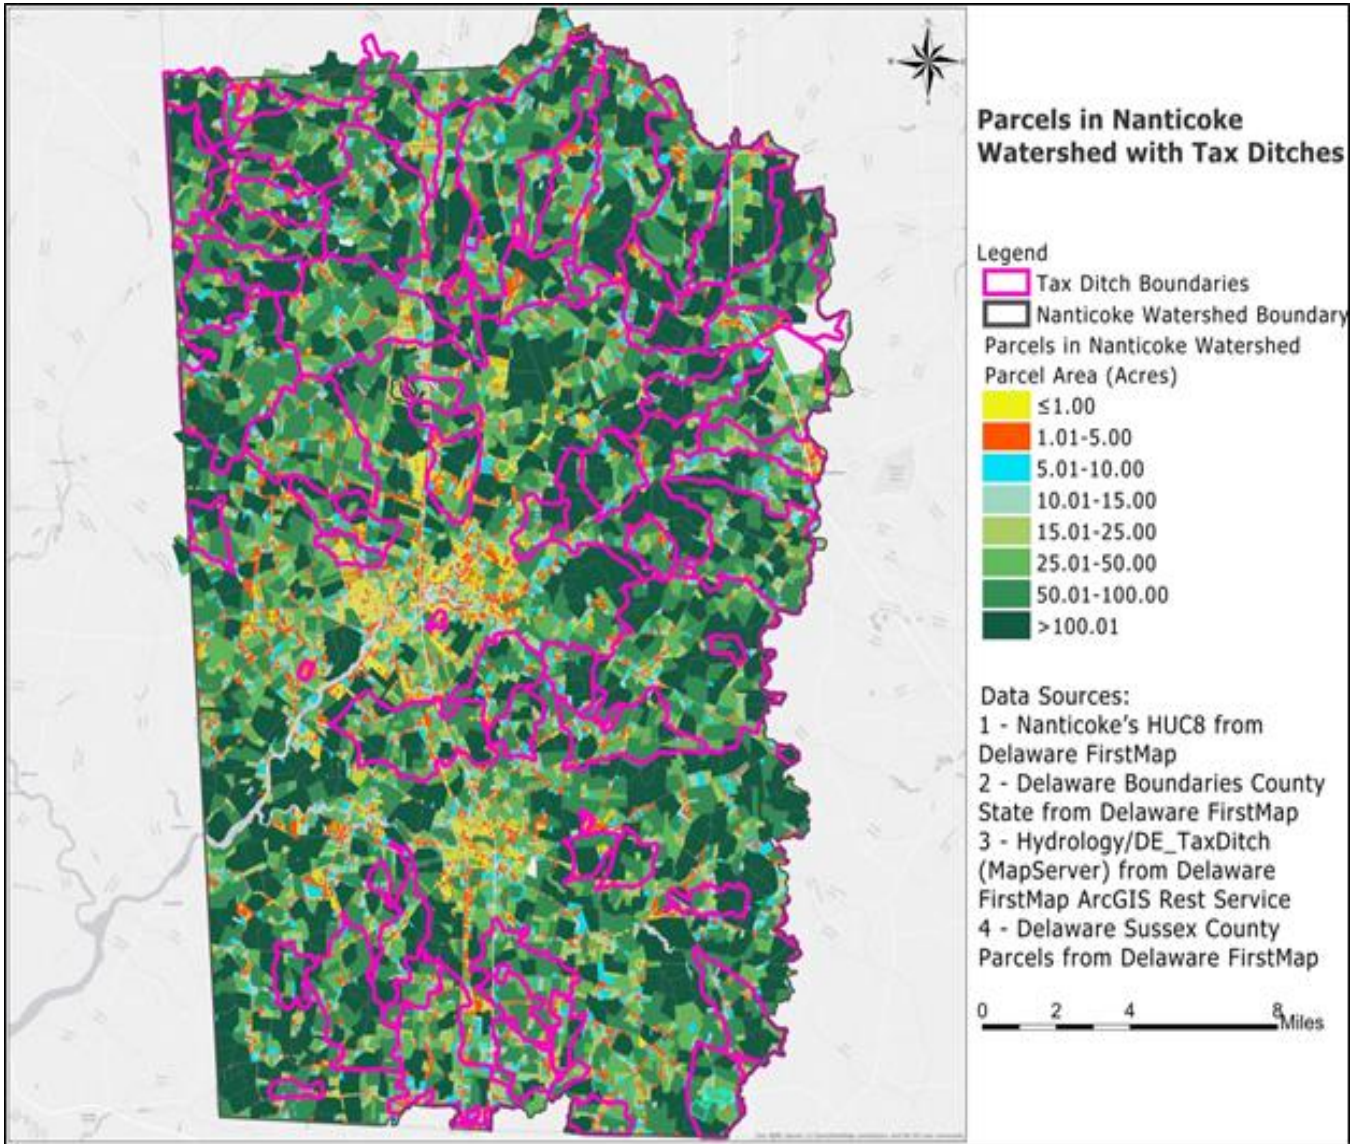 Parcels in Nanticoke
Watershed with Tax Ditches
Legend
Tax Ditch Boundaries
Nanticoke Watershed Boundary
Parcels in Nanticoke Watershed
Parcel Area (Acres)
≤1.00
1.01-5.00
5.01-10.00
10.01-15.00
15.01-25.00
25.01-50.00
50.01-100.00
>100.01
Data Sources:
1 - Nanticoke's HUC8 from
Delaware FirstMap
2 - Delaware Boundaries County
State from Delaware FirstMap
3 - Hydrology/DE_TaxDitch
(MapServer) from Delaware
FirstMap ArcGIS Rest Service
4 - Delaware Sussex County
Parcels from Delaware FirstMap
0 2 4 8 Miles